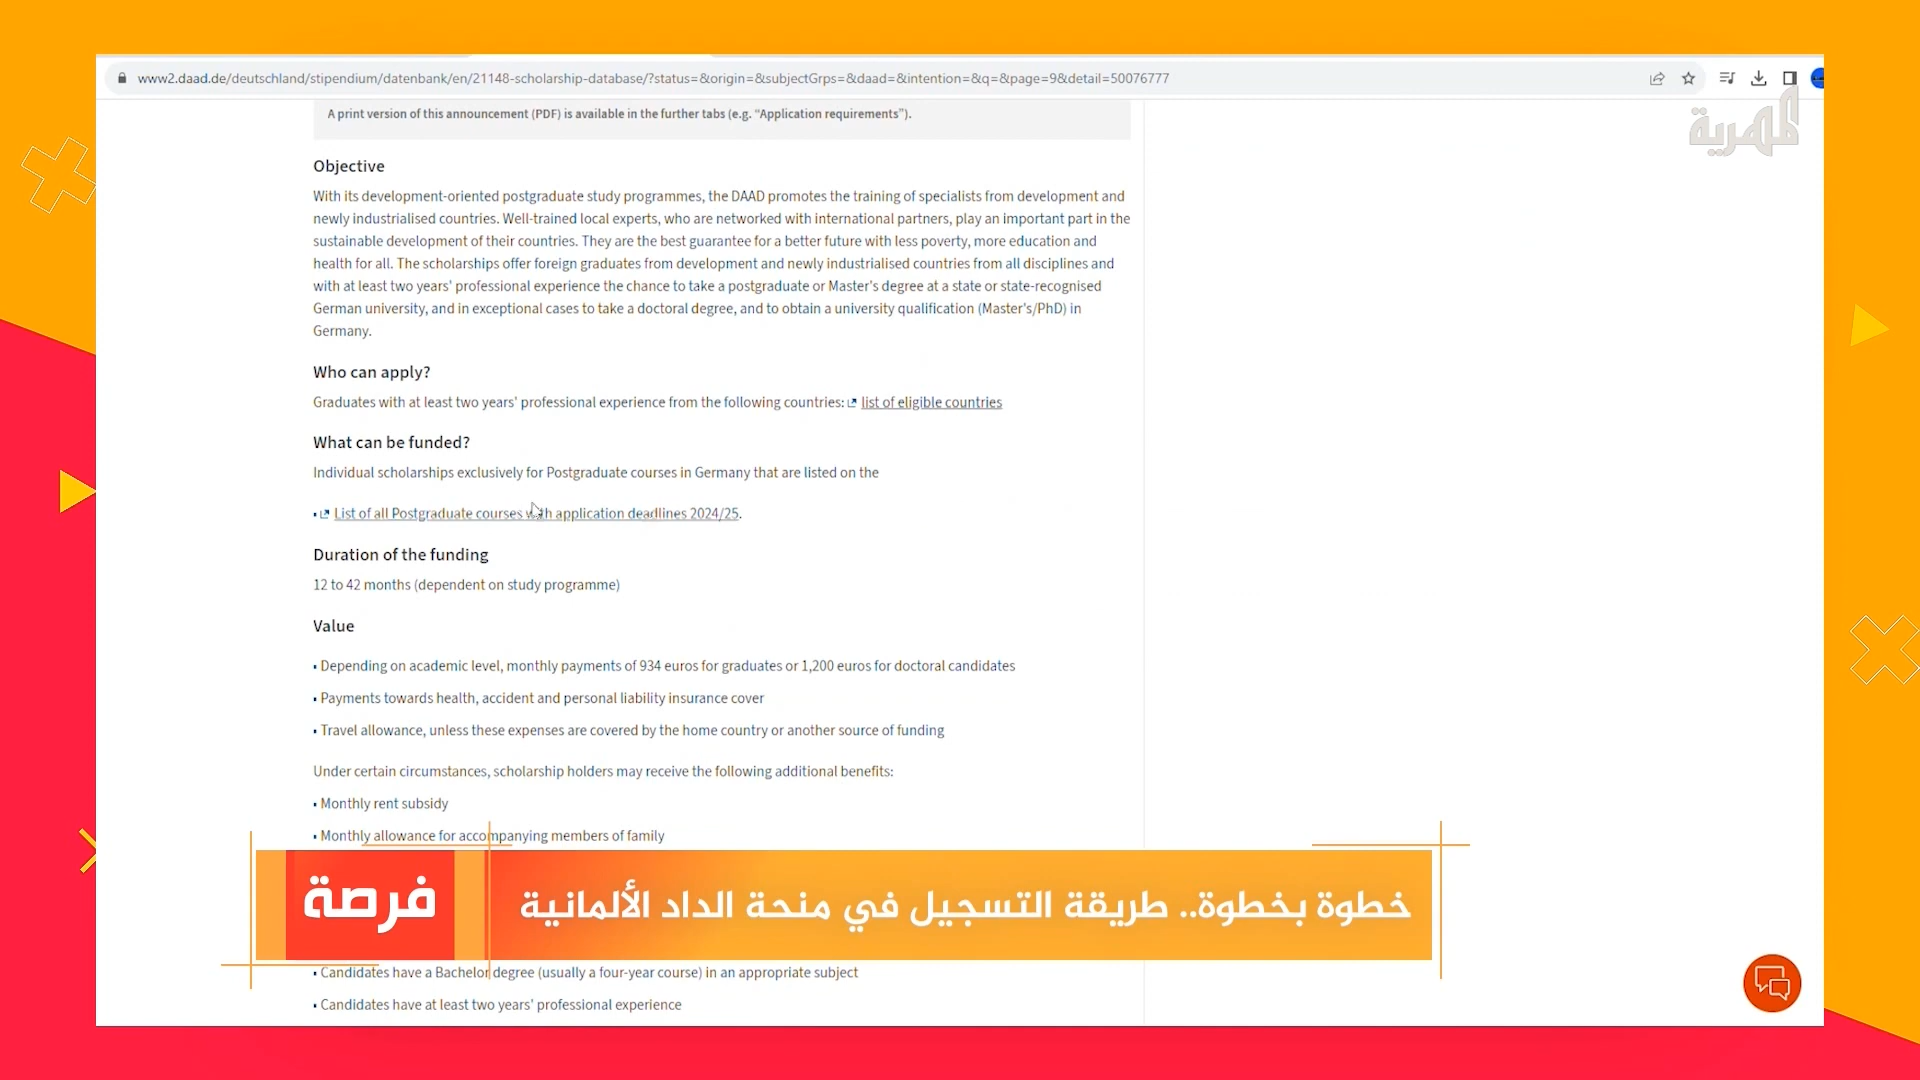 www2.daad.de/deutschland/stipendium/datenbank/en/21148-scholarship-database/?status=&origin=&subjectGrps=&daad=&intention=&q=&page=9&detail=50076777
المهرية
A print version of this announcement (PDF) is available in the further tabs (e.g. “Application requirements”).
Objective
With its development-oriented postgraduate study programmes, the DAAD promotes the training of specialists from development and
newly industrialised countries. Well-trained local experts, who are networked with international partners, play an important part in the
sustainable development of their countries. They are the best guarantee for a better future with less poverty, more education and
health for all. The scholarships offer foreign graduates from development and newly industrialised countries from all disciplines and
with at least two years' professional experience the chance to take a postgraduate or Master's degree at a state or state-recognised
German university, and in exceptional cases to take a doctoral degree, and to obtain a university qualification (Master's/PhD) in
Germany.
Who can apply?
Graduates with at least two years' professional experience from the following countries: list of eligible countries
What can be funded?
Individual scholarships exclusively for Postgraduate courses in Germany that are listed on the
▪ List of all Postgraduate courses with application deadlines 2024/25.
Duration of the funding
12 to 42 months (dependent on study programme)
Value
▪ Depending on academic level, monthly payments of 934 euros for graduates or 1,200 euros for doctoral candidates
▪ Payments towards health, accident and personal liability insurance cover
▪ Travel allowance, unless these expenses are covered by the home country or another source of funding
Under certain circumstances, scholarship holders may receive the following additional benefits:
▪ Monthly rent subsidy
▪ Monthly allowance for accompanying members of family
فرصة
خطوة بخطوة.. طريقة التسجيل في منحة الداد الألمانية
▪ Candidates have a Bachelor degree (usually a four-year course) in an appropriate subject
▪ Candidates have at least two years' professional experience